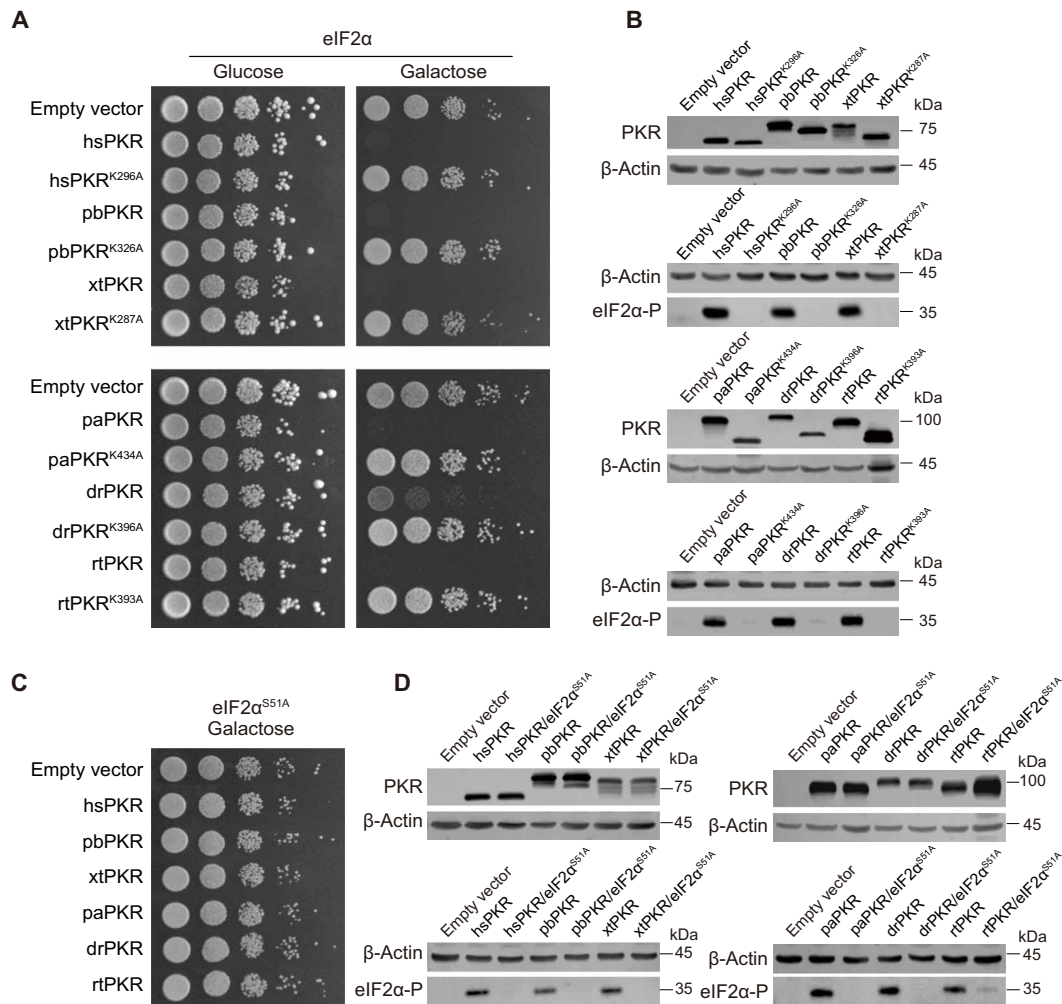 A
eIF2α
Glucose
Galactose
Empty vector
hsPKR
hsPKR^K296A
pbPKR
pbPKR^K326A
xtPKR
xtPKR^K287A
Empty vector
paPKR
paPKR^K434A
drPKR
drPKR^K396A
rtPKR
rtPKR^K393A
B
Empty vector
hsPKR
hsPKR^K296A
pbPKR
pbPKR^K326A
xtPKR
xtPKR^K287A
kDa
PKR
75
β-Actin
45
Empty vector
hsPKR
hsPKR^K296A
pbPKR
pbPKR^K326A
xtPKR
xtPKR^K287A
kDa
β-Actin
45
eIF2α-P
35
Empty vector
paPKR
paPKR^K434A
drPKR
drPKR^K396A
rtPKR
rtPKR^K393A
kDa
PKR
100
β-Actin
45
Empty vector
paPKR
paPKR^K434A
drPKR
drPKR^K396A
rtPKR
rtPKR^K393A
kDa
β-Actin
45
eIF2α-P
35
C
eIF2α^S51A
Galactose
Empty vector
hsPKR
pbPKR
xtPKR
paPKR
drPKR
rtPKR
D
Empty vector
hsPKR
hsPKR/eIF2α^S51A
pbPKR
pbPKR/eIF2α^S51A
xtPKR
xtPKR/eIF2α^S51A
kDa
PKR
75
β-Actin
45
Empty vector
paPKR
paPKR/eIF2α^S51A
drPKR
drPKR/eIF2α^S51A
rtPKR
rtPKR/eIF2α^S51A
kDa
PKR
100
β-Actin
45
Empty vector
hsPKR
hsPKR/eIF2α^S51A
pbPKR
pbPKR/eIF2α^S51A
xtPKR
xtPKR/eIF2α^S51A
kDa
β-Actin
45
eIF2α-P
35
Empty vector
paPKR
paPKR/eIF2α^S51A
drPKR
drPKR/eIF2α^S51A
rtPKR
rtPKR/eIF2α^S51A
kDa
β-Actin
45
eIF2α-P
35